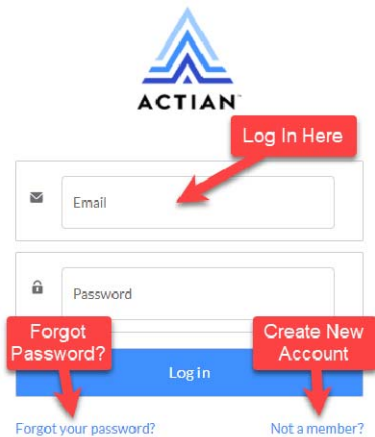 ACTIAN
Log In Here
Email
Password
Forgot
Password?
Create New
Account
Log in
Forgot your password?
Not a member?